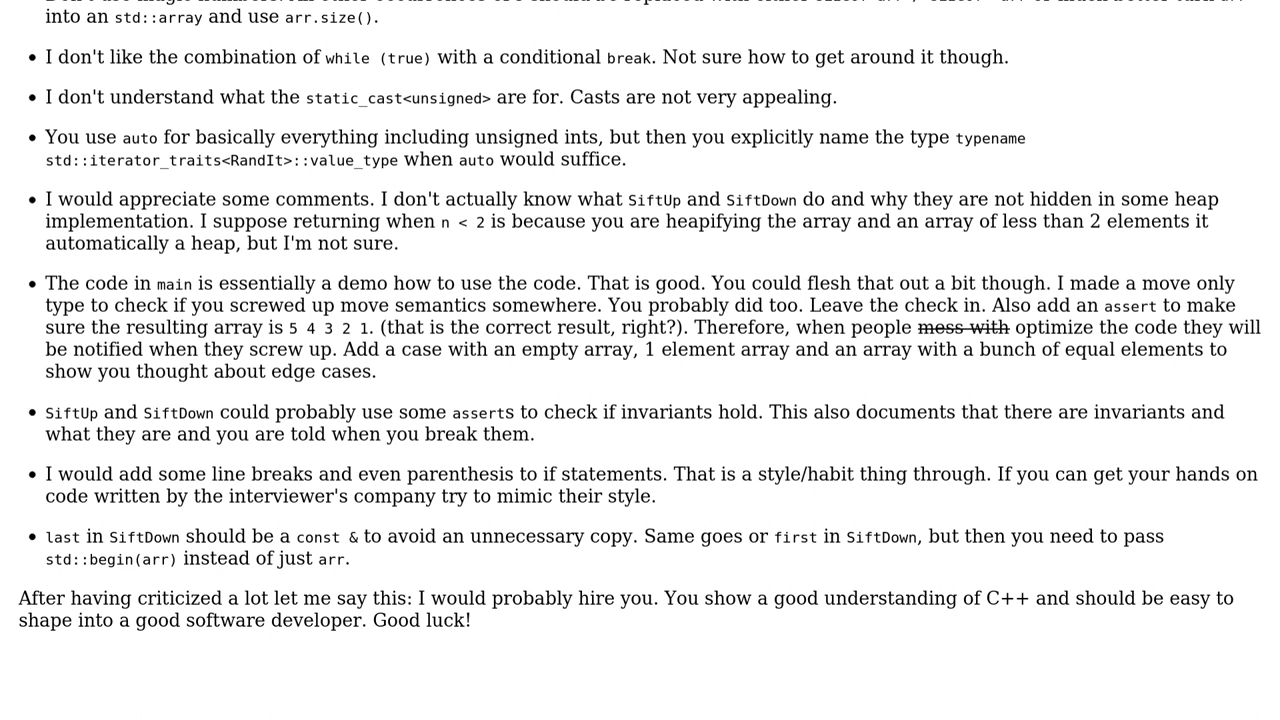 into an std::array and use arr.size().
• I don't like the combination of while (true) with a conditional break. Not sure how to get around it though.
• I don't understand what the static_cast<unsigned> are for. Casts are not very appealing.
• You use auto for basically everything including unsigned ints, but then you explicitly name the type typename
std::iterator_traits<RandIt>::value_type when auto would suffice.
• I would appreciate some comments. I don't actually know what SiftUp and SiftDown do and why they are not hidden in some heap
implementation. I suppose returning when n < 2 is because you are heapifying the array and an array of less than 2 elements it
automatically a heap, but I'm not sure.
• The code in main is essentially a demo how to use the code. That is good. You could flesh that out a bit though. I made a move only
type to check if you screwed up move semantics somewhere. You probably did too. Leave the check in. Also add an assert to make
sure the resulting array is 5 4 3 2 1. (that is the correct result, right?). Therefore, when people mess with optimize the code they will
be notified when they screw up. Add a case with an empty array, 1 element array and an array with a bunch of equal elements to
show you thought about edge cases.
• SiftUp and SiftDown could probably use some asserts to check if invariants hold. This also documents that there are invariants and
what they are and you are told when you break them.
• I would add some line breaks and even parenthesis to if statements. That is a style/habit thing through. If you can get your hands on
code written by the interviewer's company try to mimic their style.
• last in SiftDown should be a const & to avoid an unnecessary copy. Same goes or first in SiftDown, but then you need to pass
std::begin(arr) instead of just arr.
After having criticized a lot let me say this: I would probably hire you. You show a good understanding of C++ and should be easy to
shape into a good software developer. Good luck!